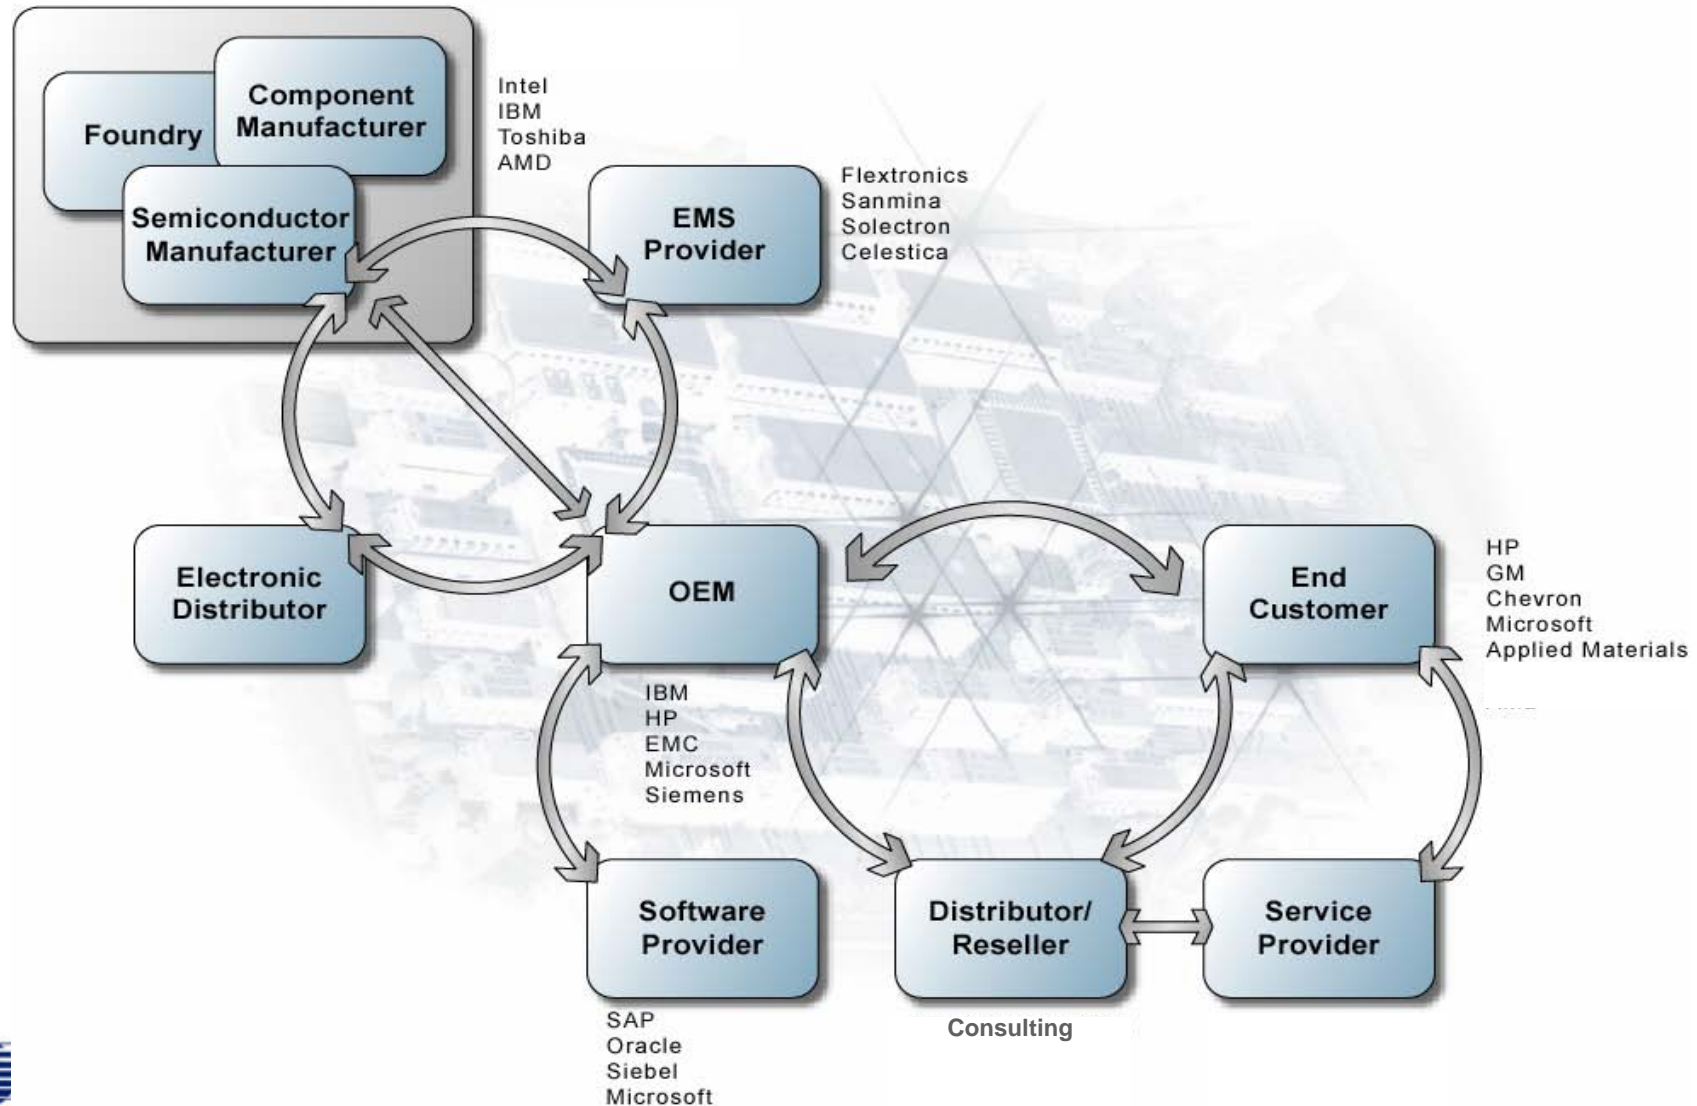 Component
Manufacturer
Foundry
Semiconductor
Manufacturer
Intel
IBM
Toshiba
AMD
EMS
Provider
Flextronics
Sanmina
Solectron
Celestica
Electronic
Distributor
OEM
IBM
HP
EMC
Microsoft
Siemens
End
Customer
HP
GM
Chevron
Microsoft
Applied Materials
Software
Provider
SAP
Oracle
Siebel
Microsoft
Distributor/
Reseller
Consulting
Service
Provider